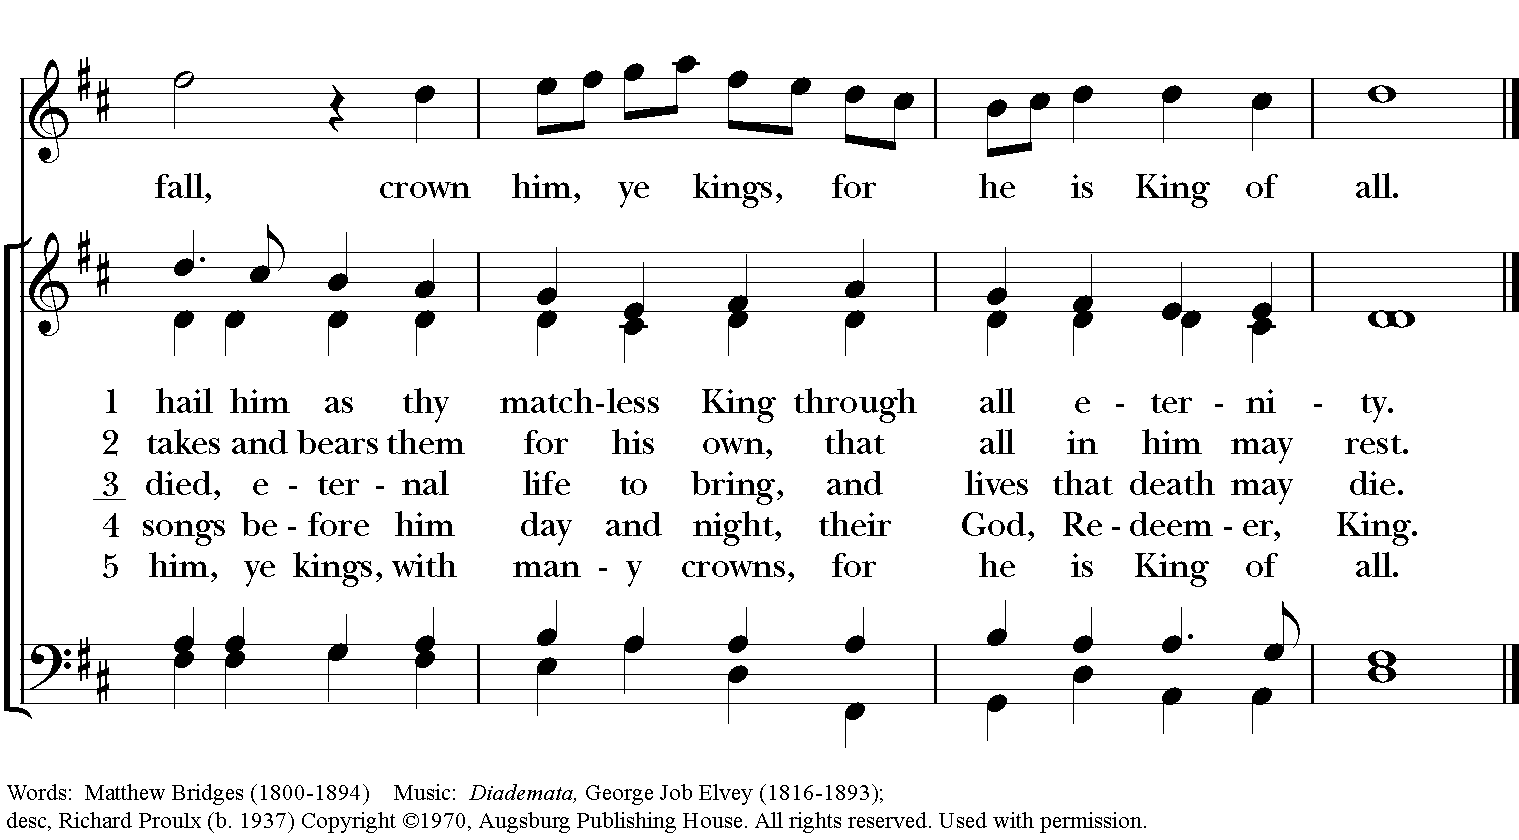 fall, crown him, ye kings, for he is King of all.
1 hail him as thy match-less King through all e - ter - ni - ty.
2 takes and bears them for his own, that all in him may rest.
3 died, e - ter - nal life to bring, and lives that death may die.
4 songs be - fore him day and night, their God, Re - deem - er, King.
5 him, ye kings, with man - y crowns, for he is King of all.
Words: Matthew Bridges (1800-1894) Music: Diademata, George Job Elvey (1816-1893);
desc, Richard Proulx (b. 1937) Copyright ©1970, Augsburg Publishing House. All rights reserved. Used with permission.